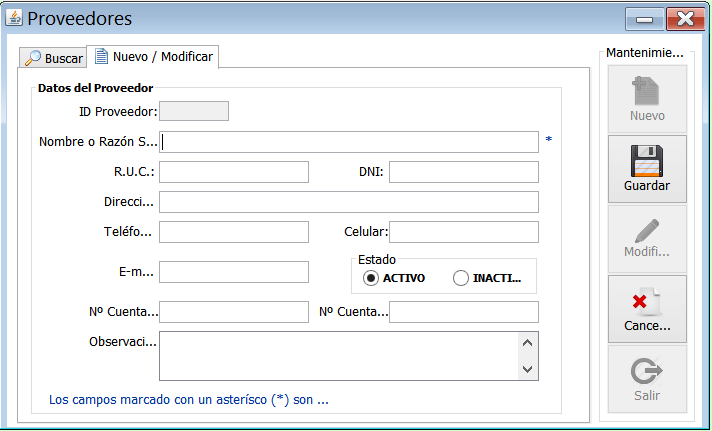 Proveedores
Buscar
Nuevo / Modificar
Datos del Proveedor
ID Proveedor:
Nombre o Razón S... *
R.U.C.: DNI:
Direcci...
Teléfo... Celular:
E-m...
Estado
ACTIVO INACTI...
Nº Cuenta... Nº Cuenta...
Observaci...
Los campos marcado con un asterísco (*) son ...
Mantenimie...
Nuevo
Guardar
Modifi...
Cance...
Salir